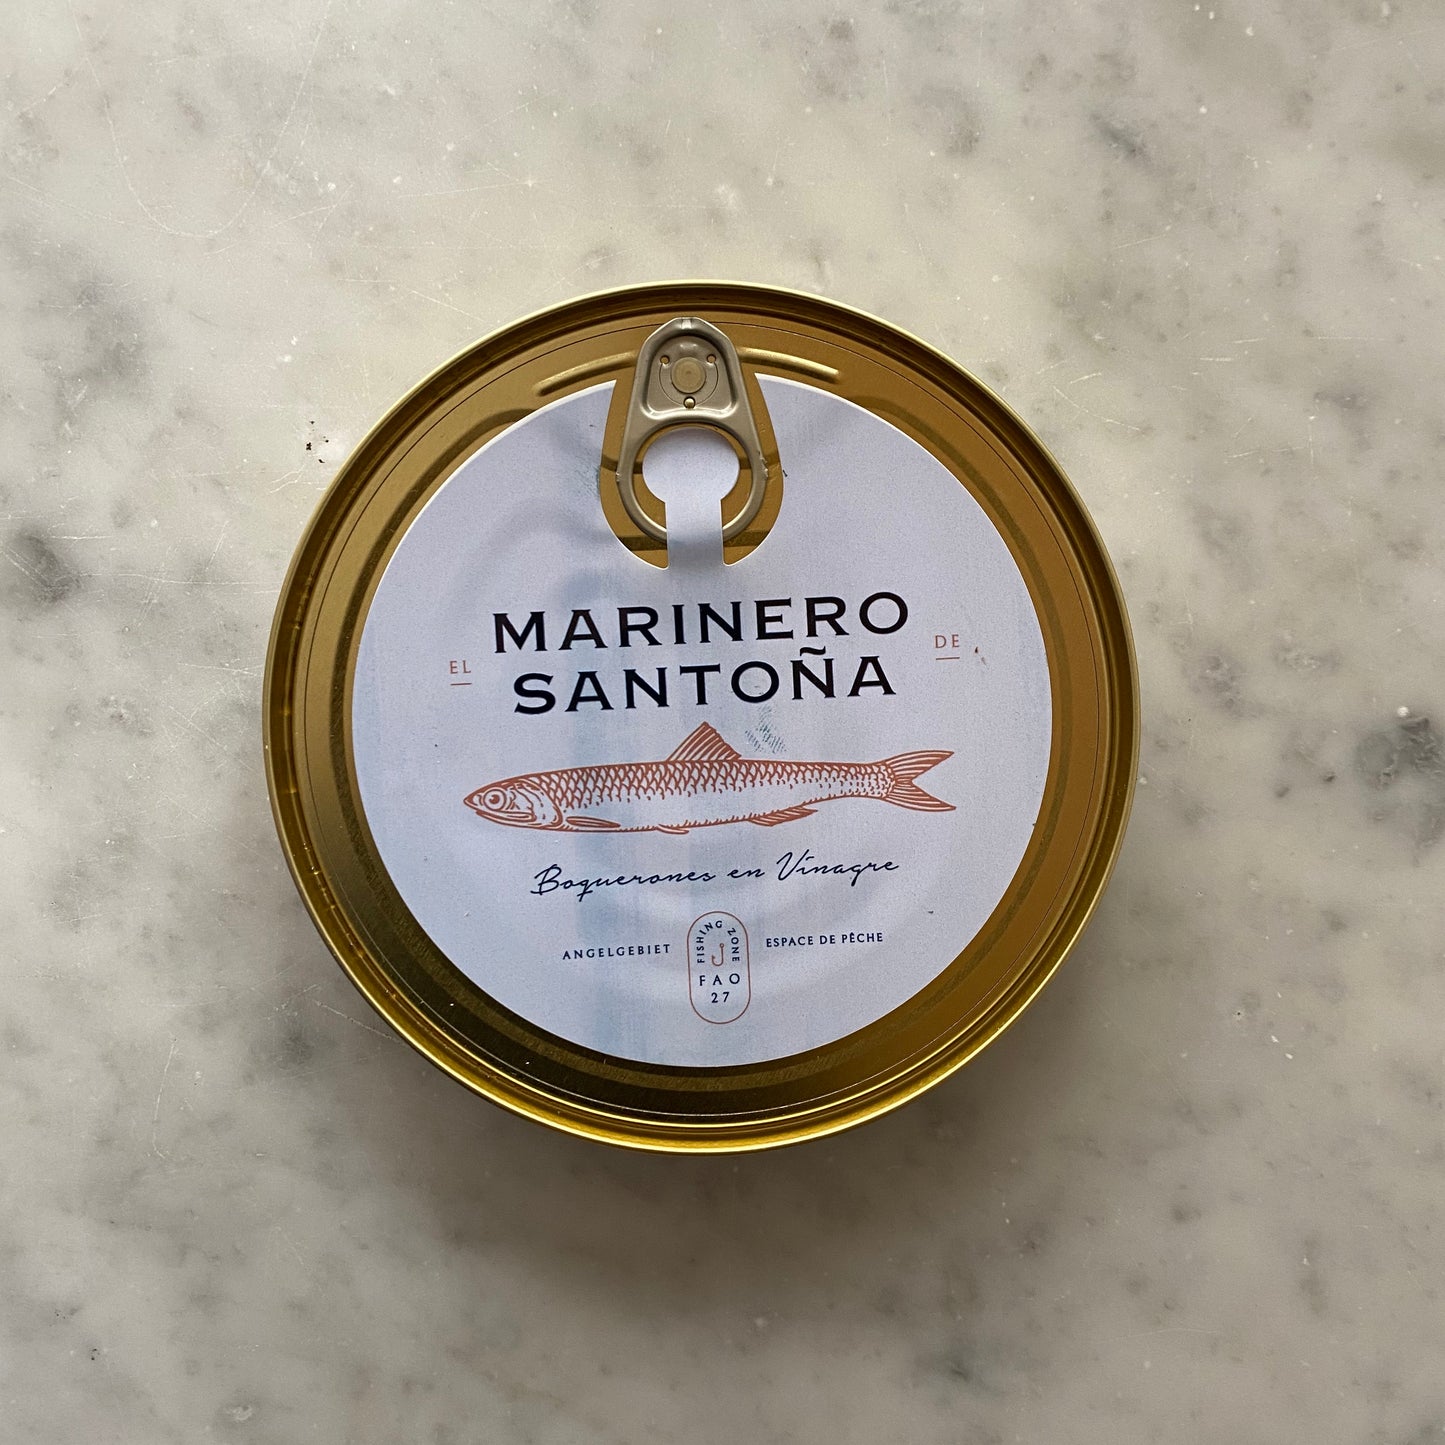 EL
MARINERO
DE
SANTOÑA
Boquerones en Vinagre
ANGELGEBIET
FISHING ZONE
FAO
27
ESPACE DE PÊCHE